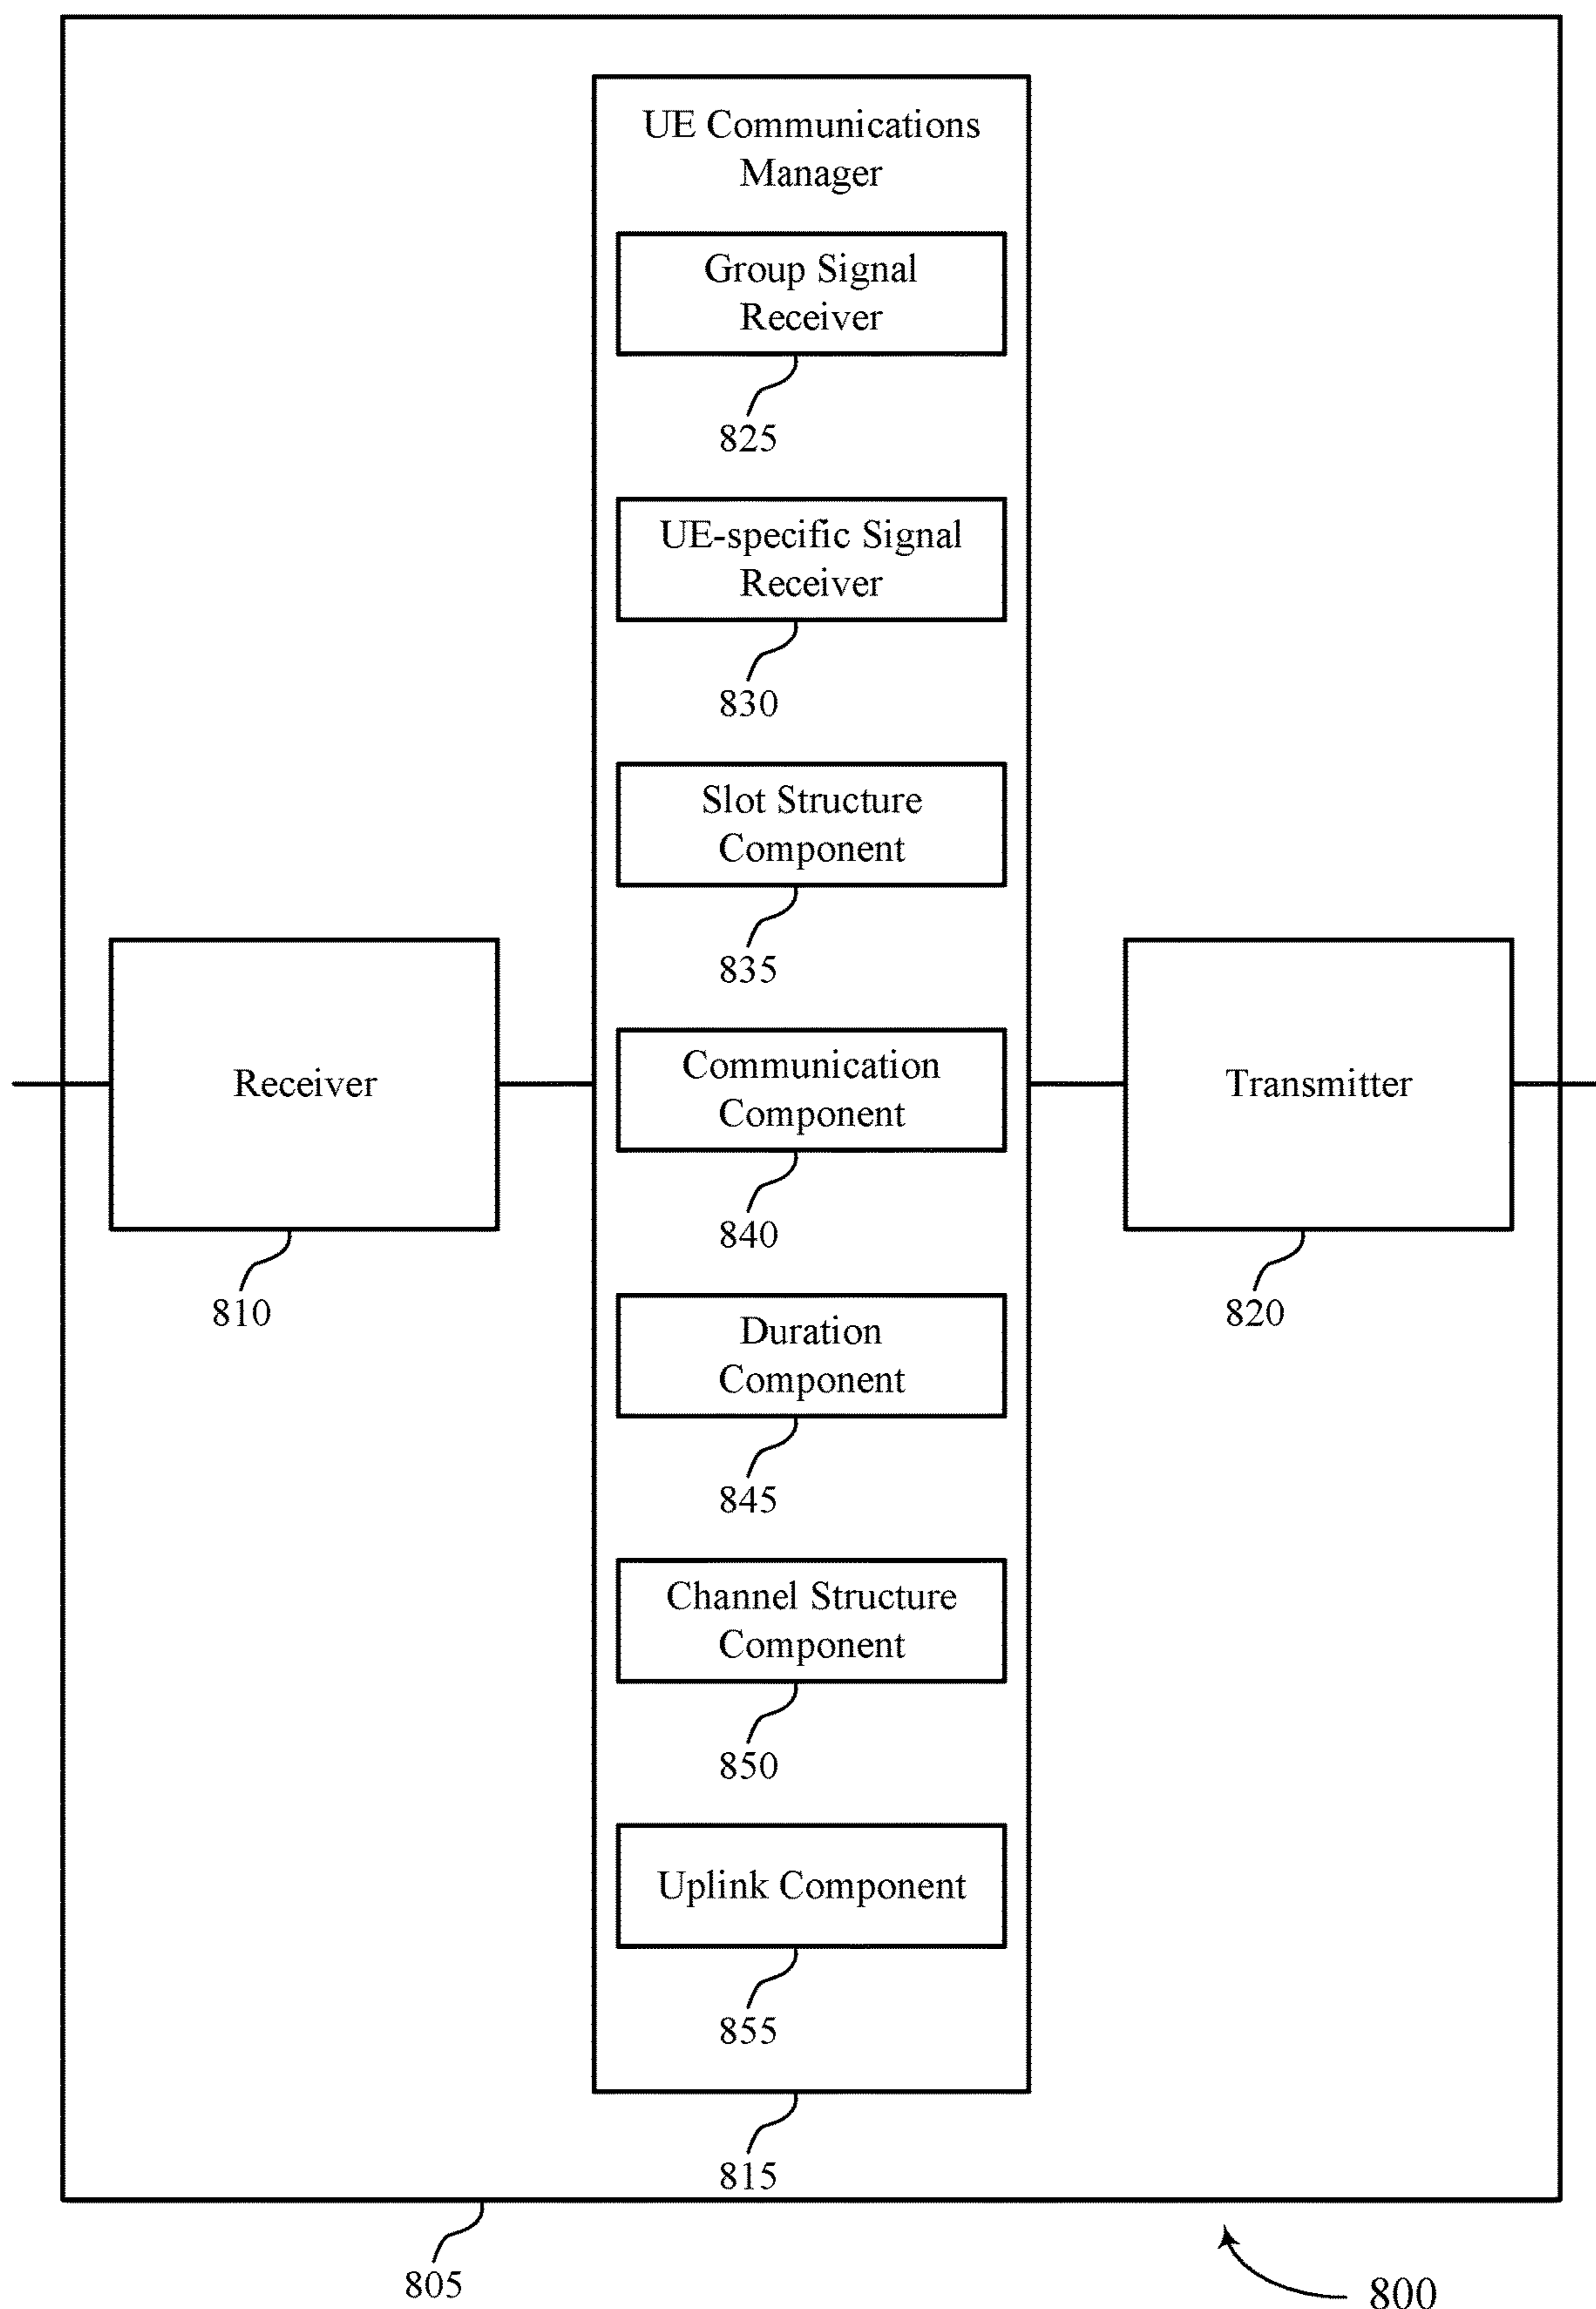 UE Communications
Manager
Group Signal
Receiver
825
UE-specific Signal
Receiver
830
Slot Structure
Component
835
Receiver
810
Communication
Component
840
Transmitter
820
Duration
Component
845
Channel Structure
Component
850
Uplink Component
855
815
805
800